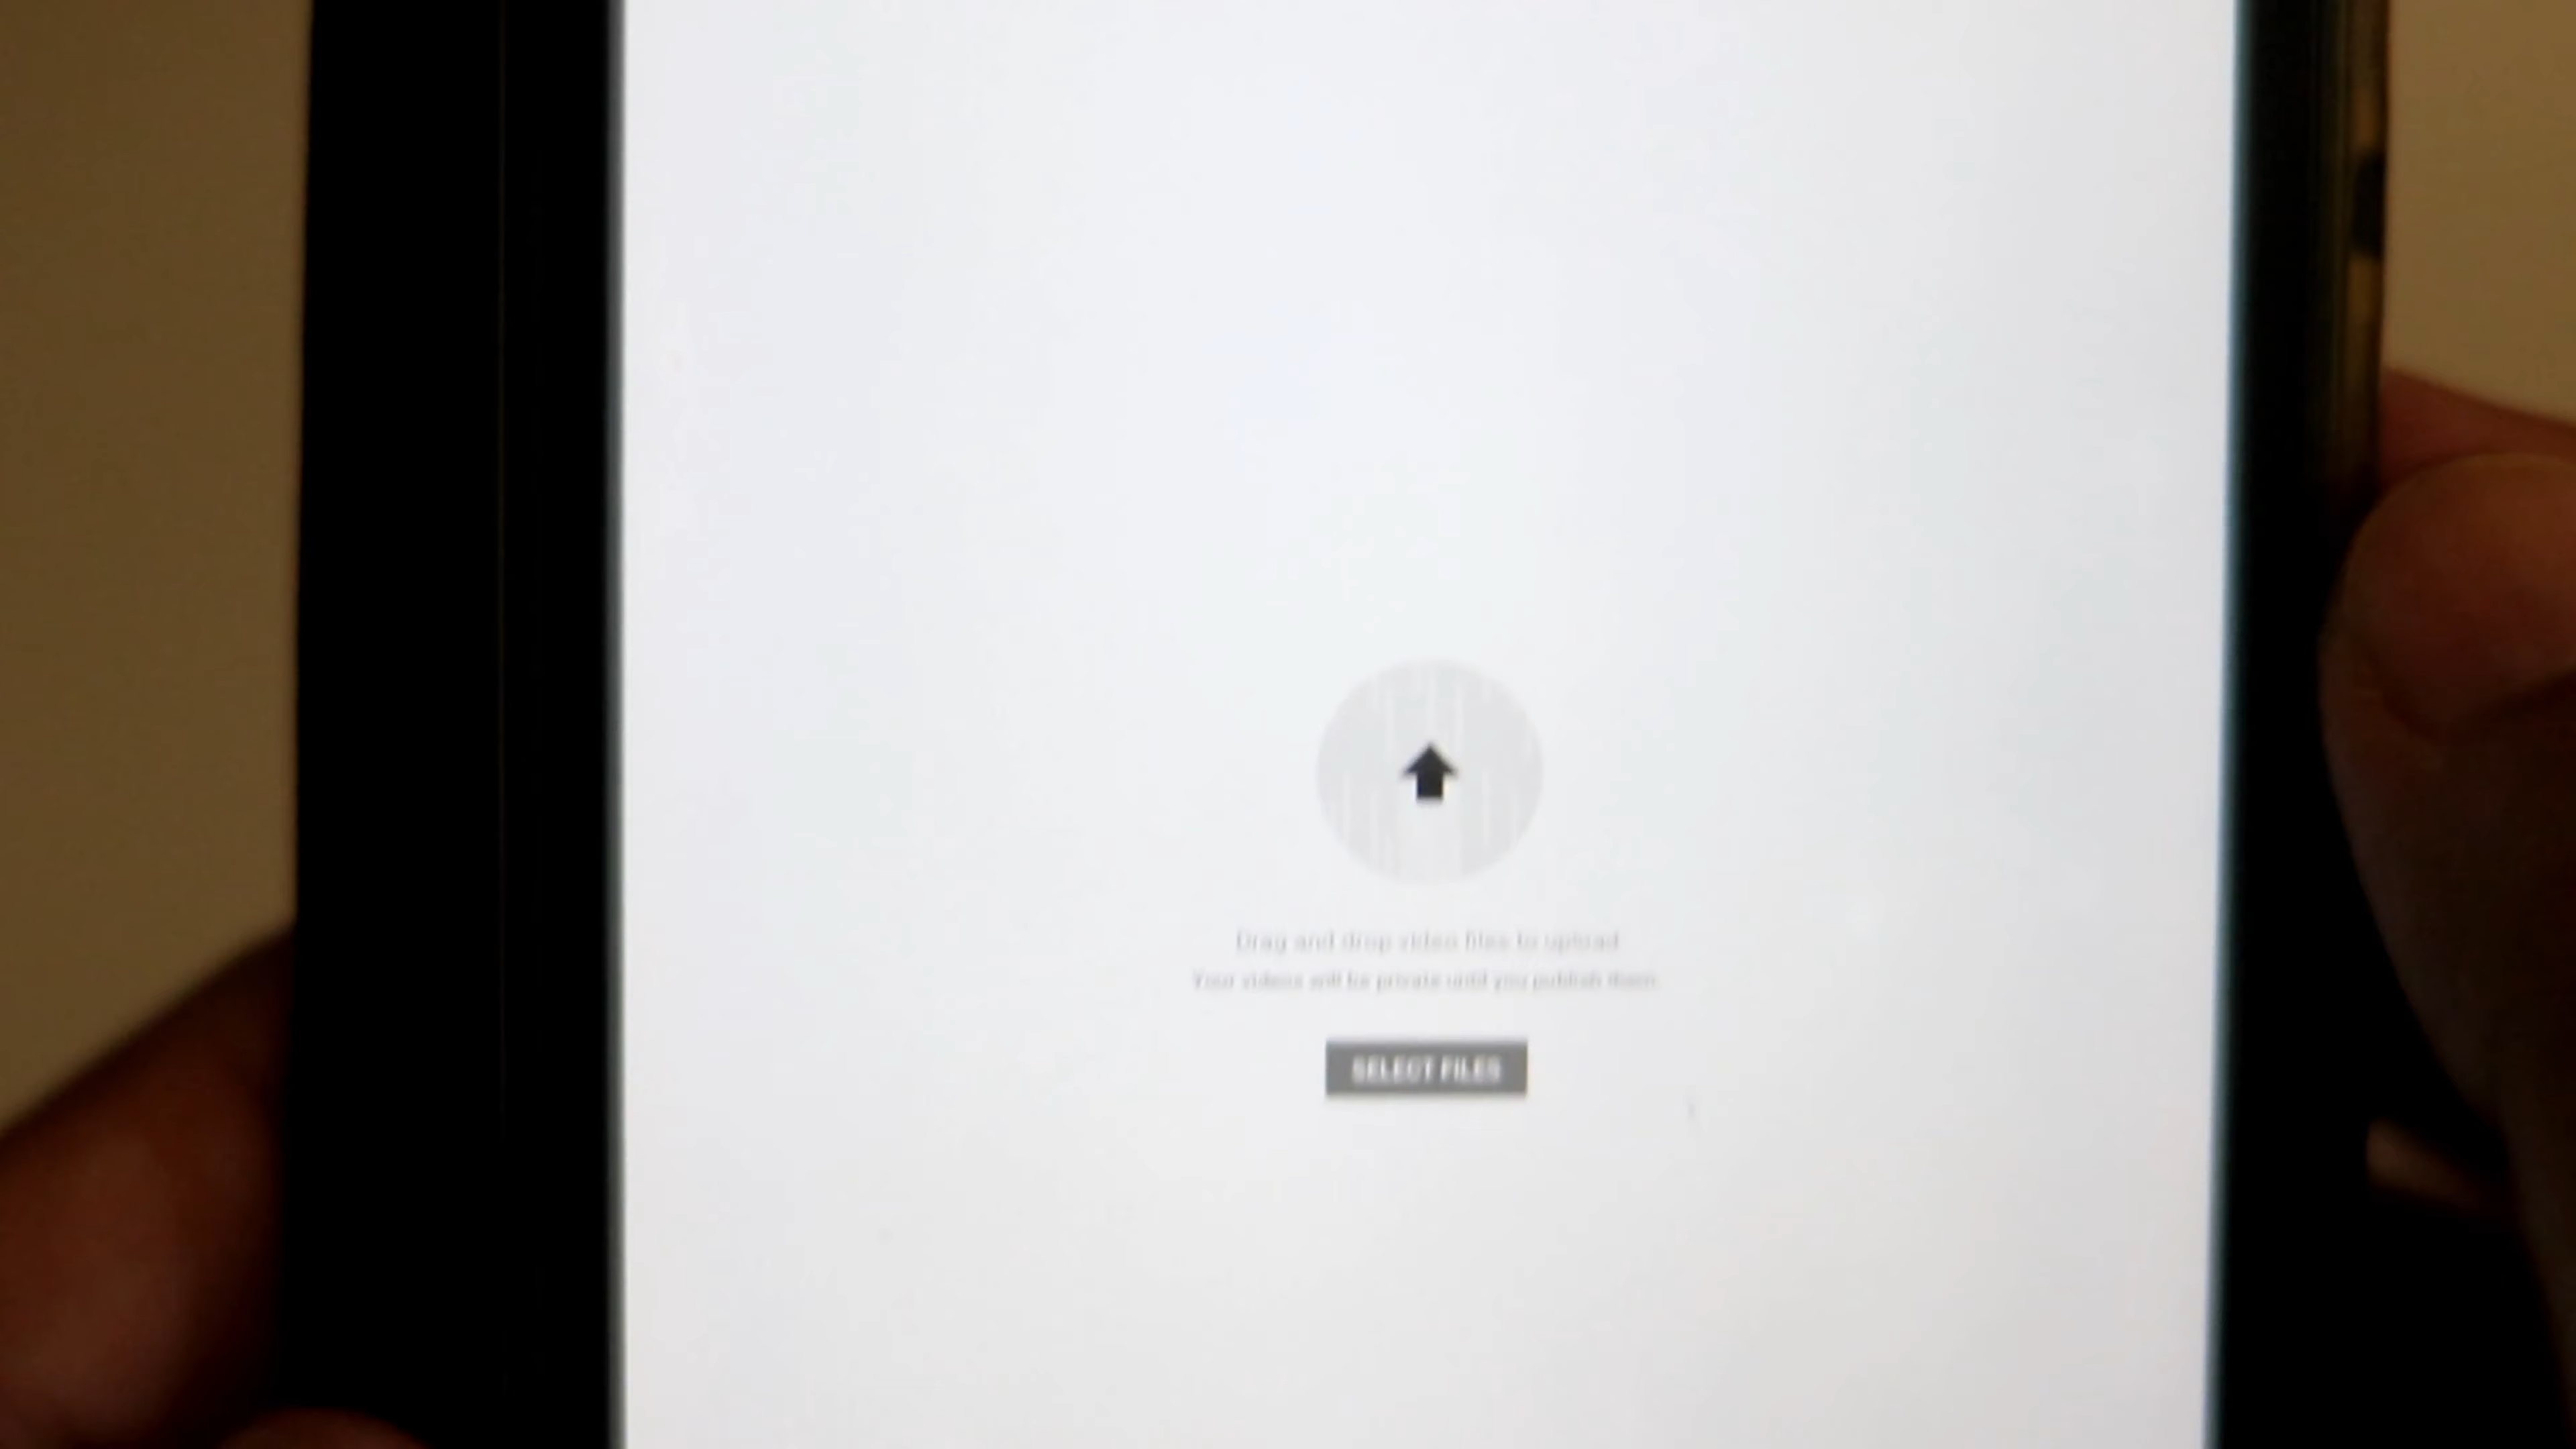 Drag and drop video files to upload
Your videos will be private until you publish them.
SELECT FILES